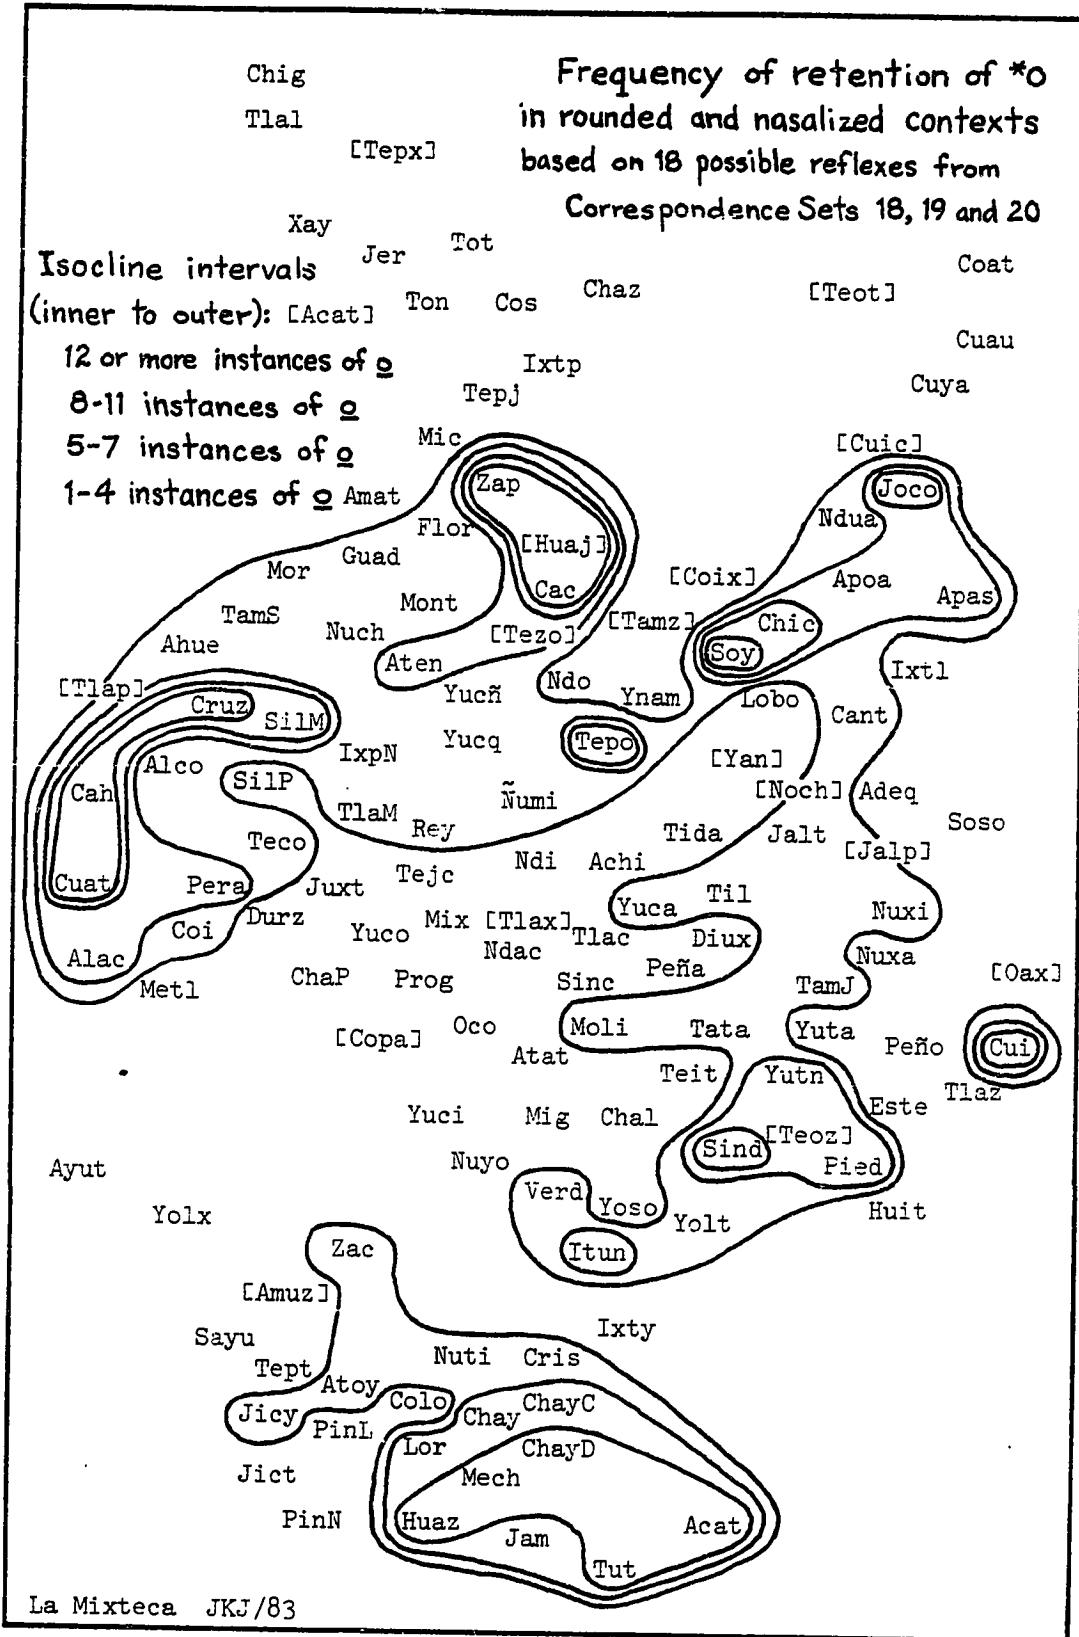 Chig
Frequency of retention of *o
Tlal
in rounded and nasalized contexts
[Tepx]
based on 18 possible reflexes from
Correspondence Sets 18, 19 and 20
Xay
Jer
Tot
Isocline intervals
Coat
(inner to outer): [Acat]
Ton
Cos
Chaz
[Teot]
12 or more instances of o
Ixtp
Cuau
8-11 instances of o
Tepj
Cuya
5-7 instances of o
Mic
[Cuic]
1-4 instances of o
Amat
Zap
Joco
Flor
Ndua
Guad
[Huaj]
Mor
Cac
[Coix]
Apoa
Apas
TamS
Mont
Ahue
Nuch
[Tezo]
[Tamz]
Chic
Aten
Soy
Ixtl
[Tlap]
Yucñ
Ndo
Ynam
Lobo
Cruz
SilM
Cant
IxpN
Yucq
Tepo
[Yan]
Alco
SilP
Cah
Ñumi
[Noch]
Adeq
TlaM
Rey
Tida
Jalt
Soso
Teco
Ndi
Achi
[Jalp]
Cuat
Pera
Juxt
Tejc
Til
Durz
Mix
[Tlax]
Yuca
Nuxi
Coi
Yuco
Ndac
Tlac
Diux
Nuxa
Alac
Metl
ChaP
Prog
Sinc
Peña
TamJ
[Oax]
[Copa]
Oco
Moli
Tata
Yuta
Peño
Cui
Atat
Teit
Yutn
Tlaz
Yuci
Mig
Chal
Este
Ayut
Nuyo
Sind
[Teoz]
Pied
Verd
Yoso
Yolt
Huit
Yolx
Zac
Itun
[Amuz]
Sayu
Ixty
Tept
Nuti
Cris
Atoy
Colo
ChayC
Jicy
PinL
Chay
Lor
ChayD
Jict
Mech
PinN
Huaz
Jam
Acat
Tut
La Mixteca JKJ/83